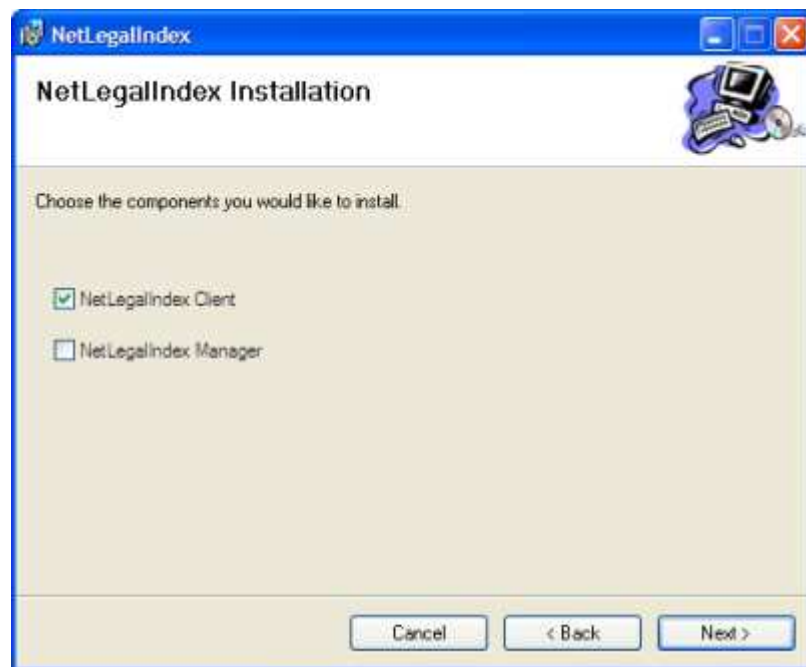 NetLegalIndex
NetLegalIndex Installation
Choose the components you would like to install.
NetLegalIndex Client
NetLegalIndex Manager
Cancel
< Back
Next >